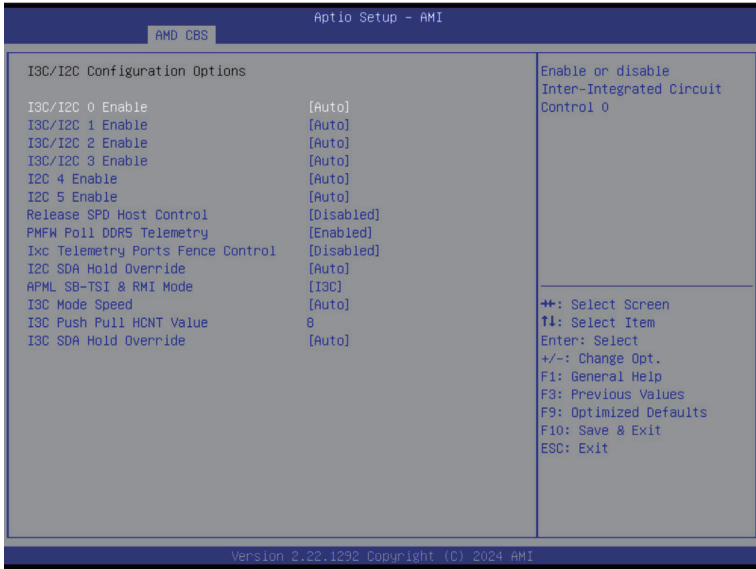 Aptio Setup – AMI
AMD CBS
I3C/I2C Configuration Options
I3C/I2C 0 Enable [Auto]
I3C/I2C 1 Enable [Auto]
I3C/I2C 2 Enable [Auto]
I3C/I2C 3 Enable [Auto]
I2C 4 Enable [Auto]
I2C 5 Enable [Auto]
Release SPD Host Control [Disabled]
PMFW Poll DDR5 Telemetry [Enabled]
Ixc Telemetry Ports Fence Control [Disabled]
I2C SDA Hold Override [Auto]
APML SB-TSI & RMI Mode [I3C]
I3C Mode Speed [Auto]
I3C Push Pull HCNT Value 8
I3C SDA Hold Override [Auto]
Enable or disable
Inter-Integrated Circuit
Control 0
→←: Select Screen
↑↓: Select Item
Enter: Select
+/-: Change Opt.
F1: General Help
F3: Previous Values
F9: Optimized Defaults
F10: Save & Exit
ESC: Exit
Version 2.22.1292 Copyright (C) 2024 AMI